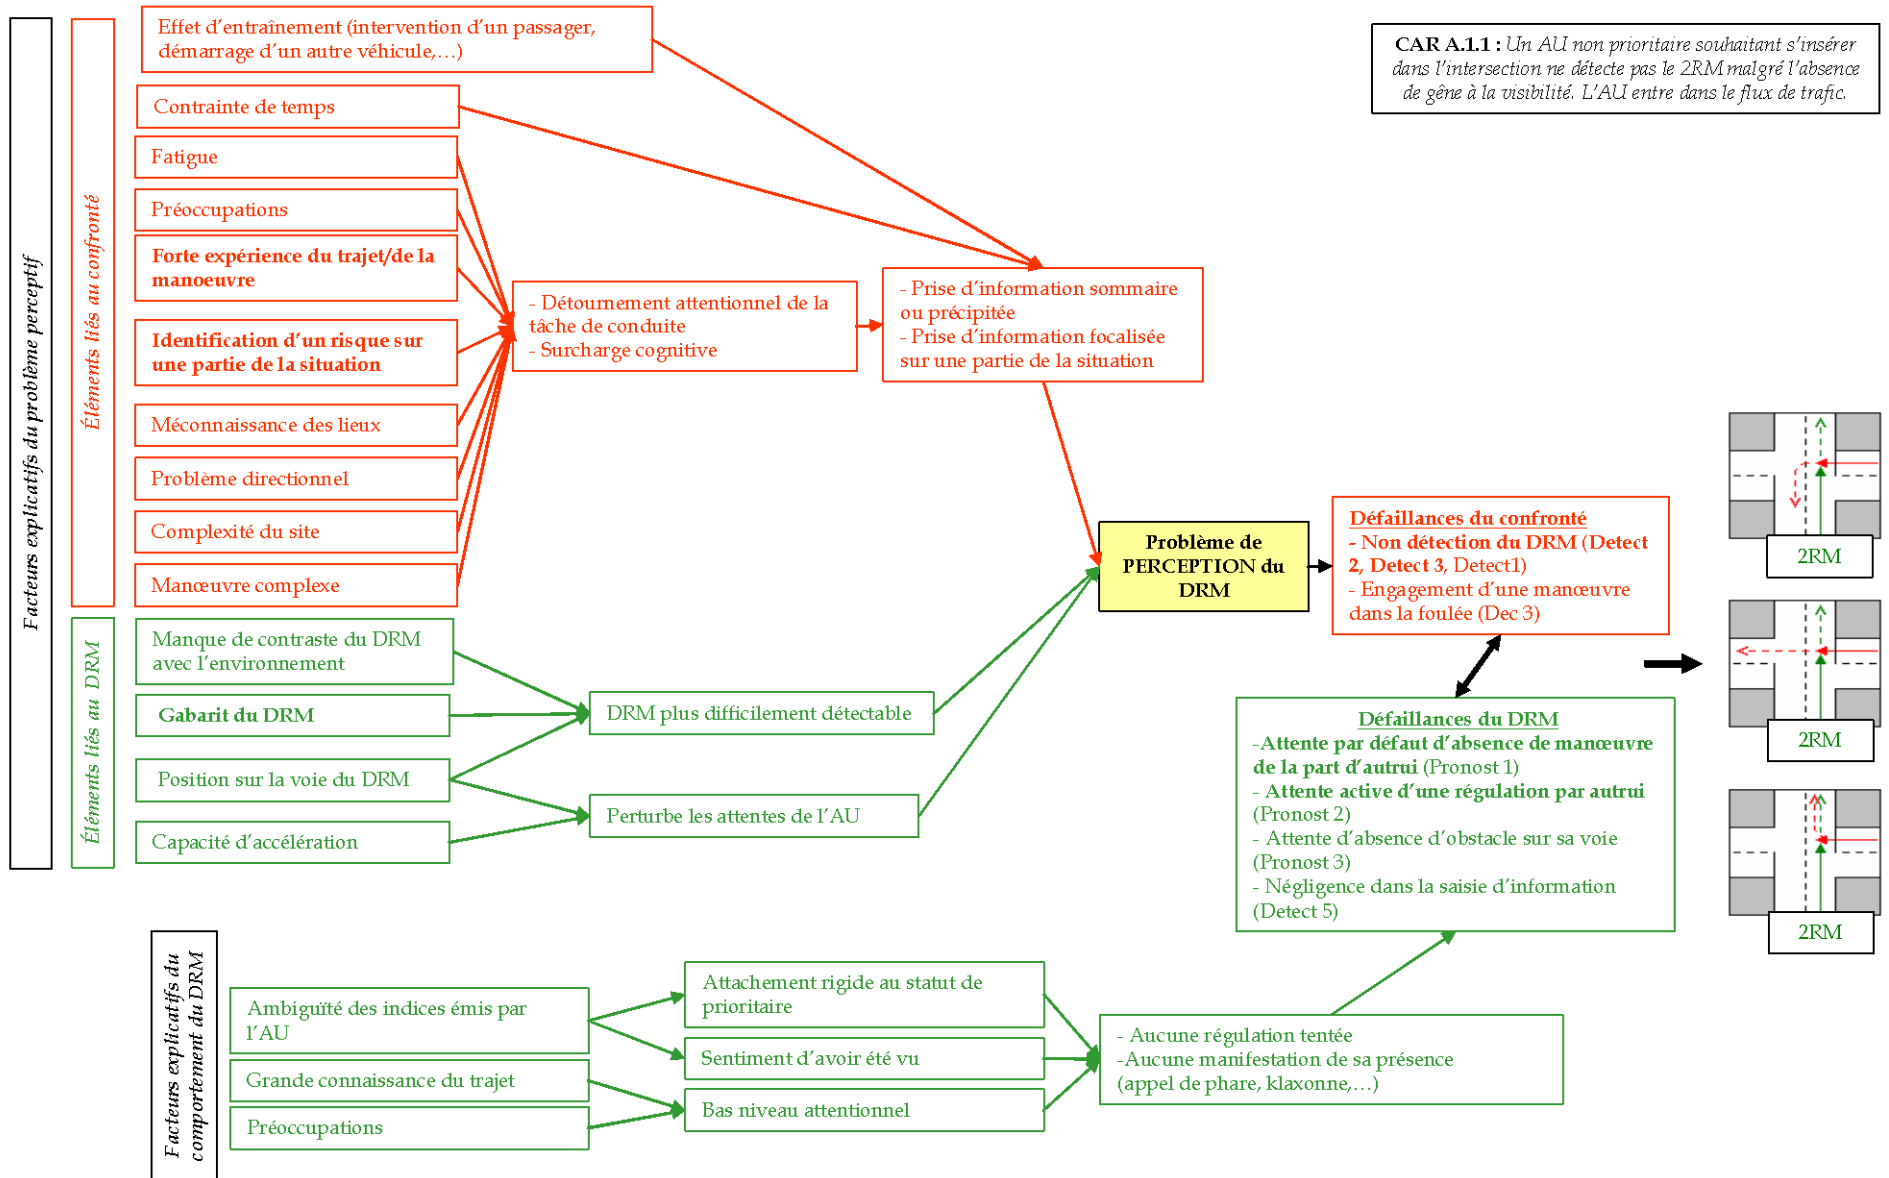 Effet d'entraînement (intervention d'un passager,
démarrage d'un autre véhicule,…)
CAR A.1.1 : Un AU non prioritaire souhaitant s'insérer
dans l'intersection ne détecte pas le 2RM malgré l'absence
de gêne à la visibilité. L'AU entre dans le flux de trafic.
Facteurs explicatifs du problème perceptif
Éléments liés au confronté
Contrainte de temps
Fatigue
Préoccupations
Forte expérience du trajet/de la
manoeuvre
Identification d'un risque sur
une partie de la situation
Méconnaissance des lieux
Problème directionnel
Complexité du site
Manœuvre complexe
- Détournement attentionnel de la
tâche de conduite
- Surcharge cognitive
- Prise d'information sommaire
ou précipitée
- Prise d'information focalisée
sur une partie de la situation
Éléments liés au DRM
Manque de contraste du DRM
avec l'environnement
Gabarit du DRM
Position sur la voie du DRM
Capacité d'accélération
DRM plus difficilement détectable
Perturbe les attentes de l'AU
Problème de
PERCEPTION du
DRM
Défaillances du confronté
- Non détection du DRM (Detect
2, Detect 3, Detect1)
- Engagement d'une manœuvre
dans la foulée (Dec 3)
Défaillances du DRM
-Attente par défaut d'absence de manœuvre
de la part d'autrui (Pronost 1)
- Attente active d'une régulation par autrui
(Pronost 2)
- Attente d'absence d'obstacle sur sa voie
(Pronost 3)
- Négligence dans la saisie d'information
(Detect 5)
2RM
2RM
2RM
Facteurs explicatifs du
comportement du DRM
Ambiguïté des indices émis par
l'AU
Grande connaissance du trajet
Préoccupations
Attachement rigide au statut de
prioritaire
Sentiment d'avoir été vu
Bas niveau attentionnel
- Aucune régulation tentée
-Aucune manifestation de sa présence
(appel de phare, klaxonne,…)